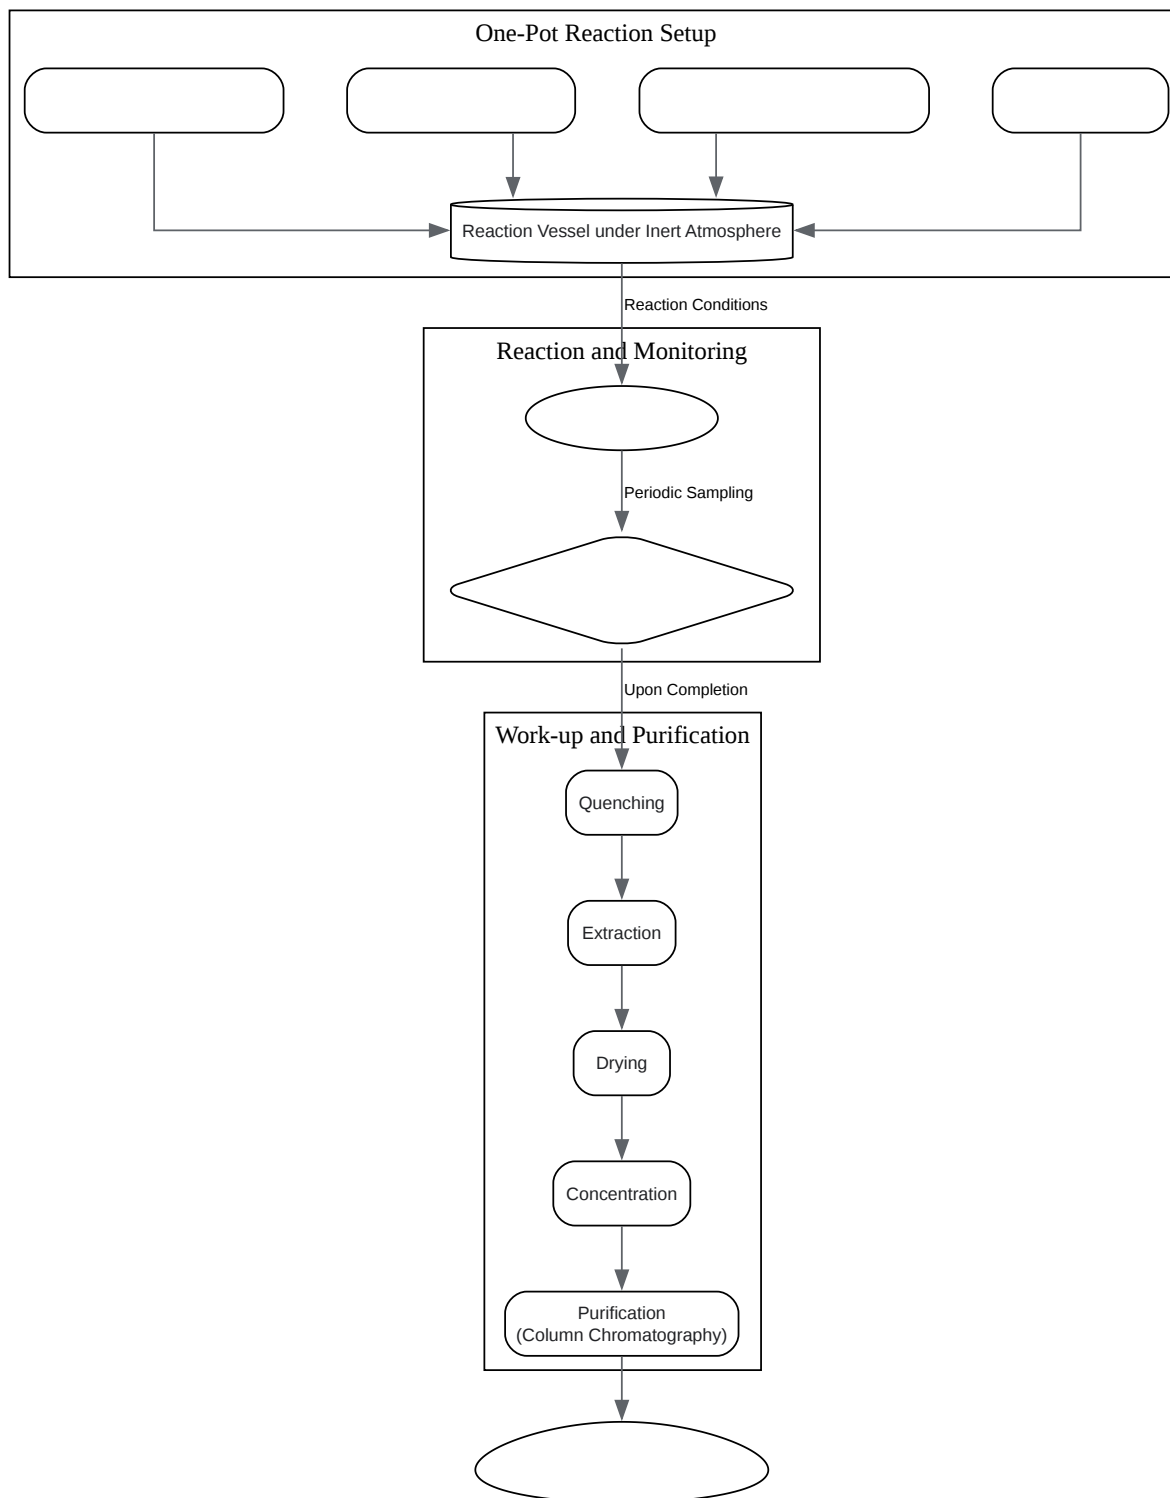 One-Pot Reaction Setup
Reaction Vessel under Inert Atmosphere
Reaction Conditions
Reaction and Monitoring
Periodic Sampling
Upon Completion
Work-up and Purification
Quenching
Extraction
Drying
Concentration
Purification
(Column Chromatography)